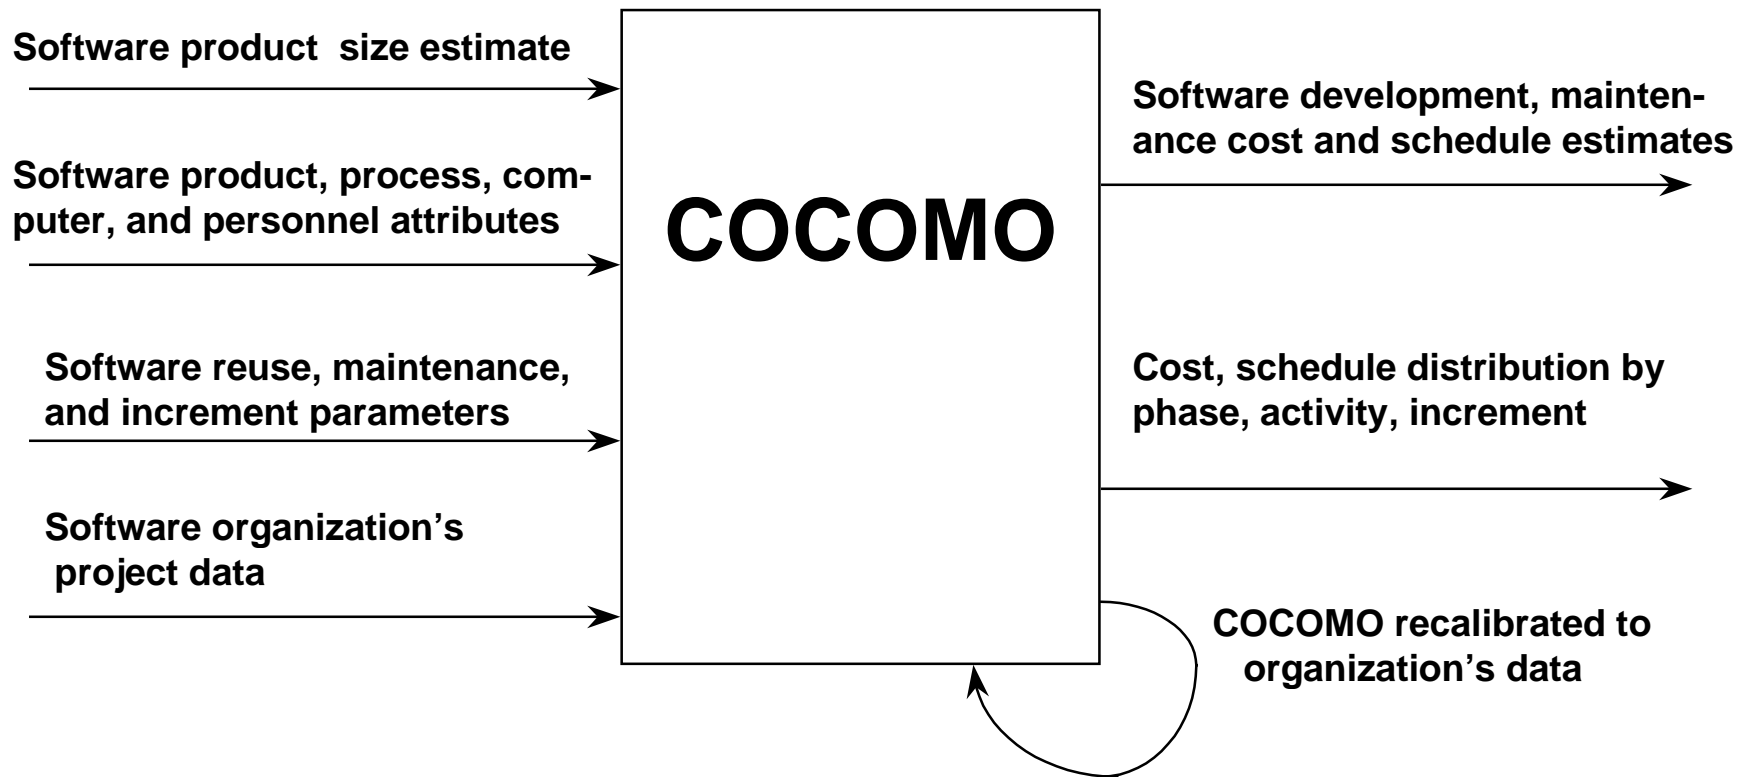 Software product  size estimate
Software product, process, com-
puter, and personnel attributes
Software reuse, maintenance,
and increment parameters
Software organization’s
project data
COCOMO
Software development, mainten-
ance cost and schedule estimates
Cost, schedule distribution by
phase, activity, increment
COCOMO recalibrated to
organization’s data